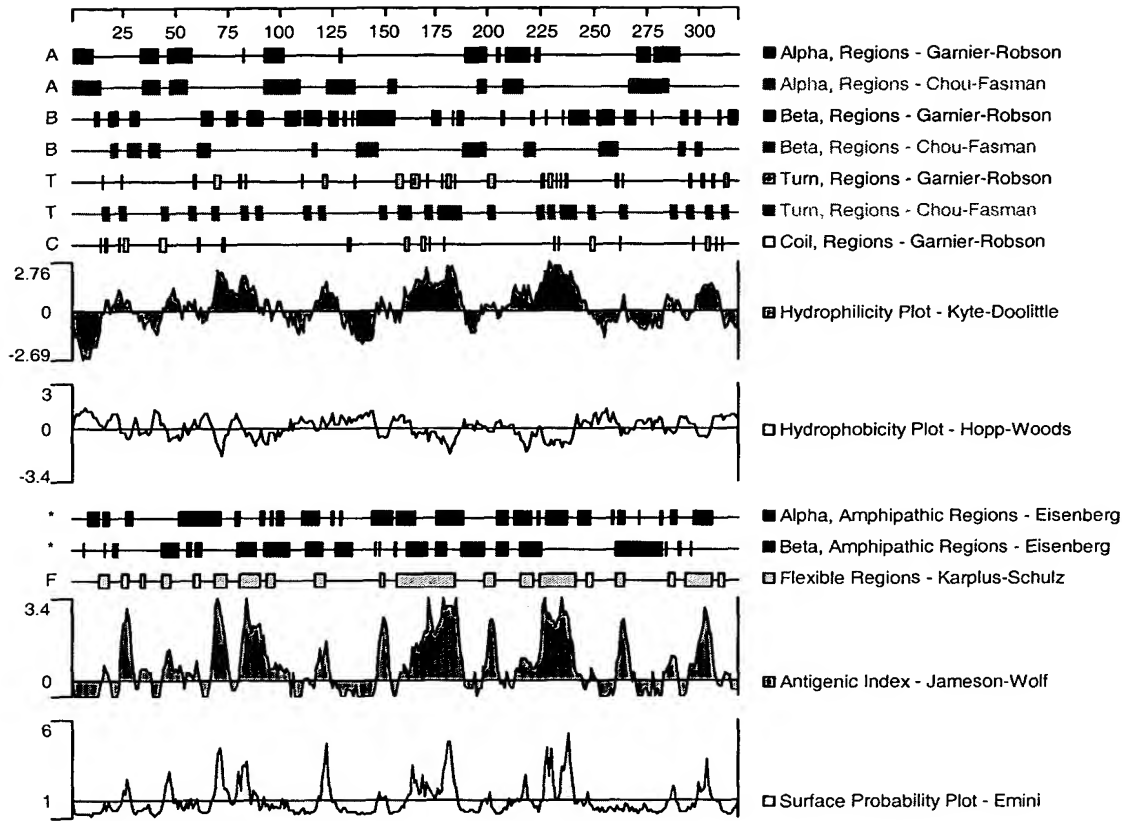 25 50 75 100 125 150 175 200 225 250 275 300
A Alpha, Regions - Garnier-Robson
A Alpha, Regions - Chou-Fasman
B Beta, Regions - Garnier-Robson
B Beta, Regions - Chou-Fasman
T Turn, Regions - Garnier-Robson
T Turn, Regions - Chou-Fasman
C Coil, Regions - Garnier-Robson
2.76
0 Hydrophilicity Plot - Kyte-Doolittle
-2.69
3
0 Hydrophobicity Plot - Hopp-Woods
-3.4
* Alpha, Amphipathic Regions - Eisenberg
* Beta, Amphipathic Regions - Eisenberg
F Flexible Regions - Karplus-Schulz
3.4
0 Antigenic Index - Jameson-Wolf
6
1 Surface Probability Plot - Emini